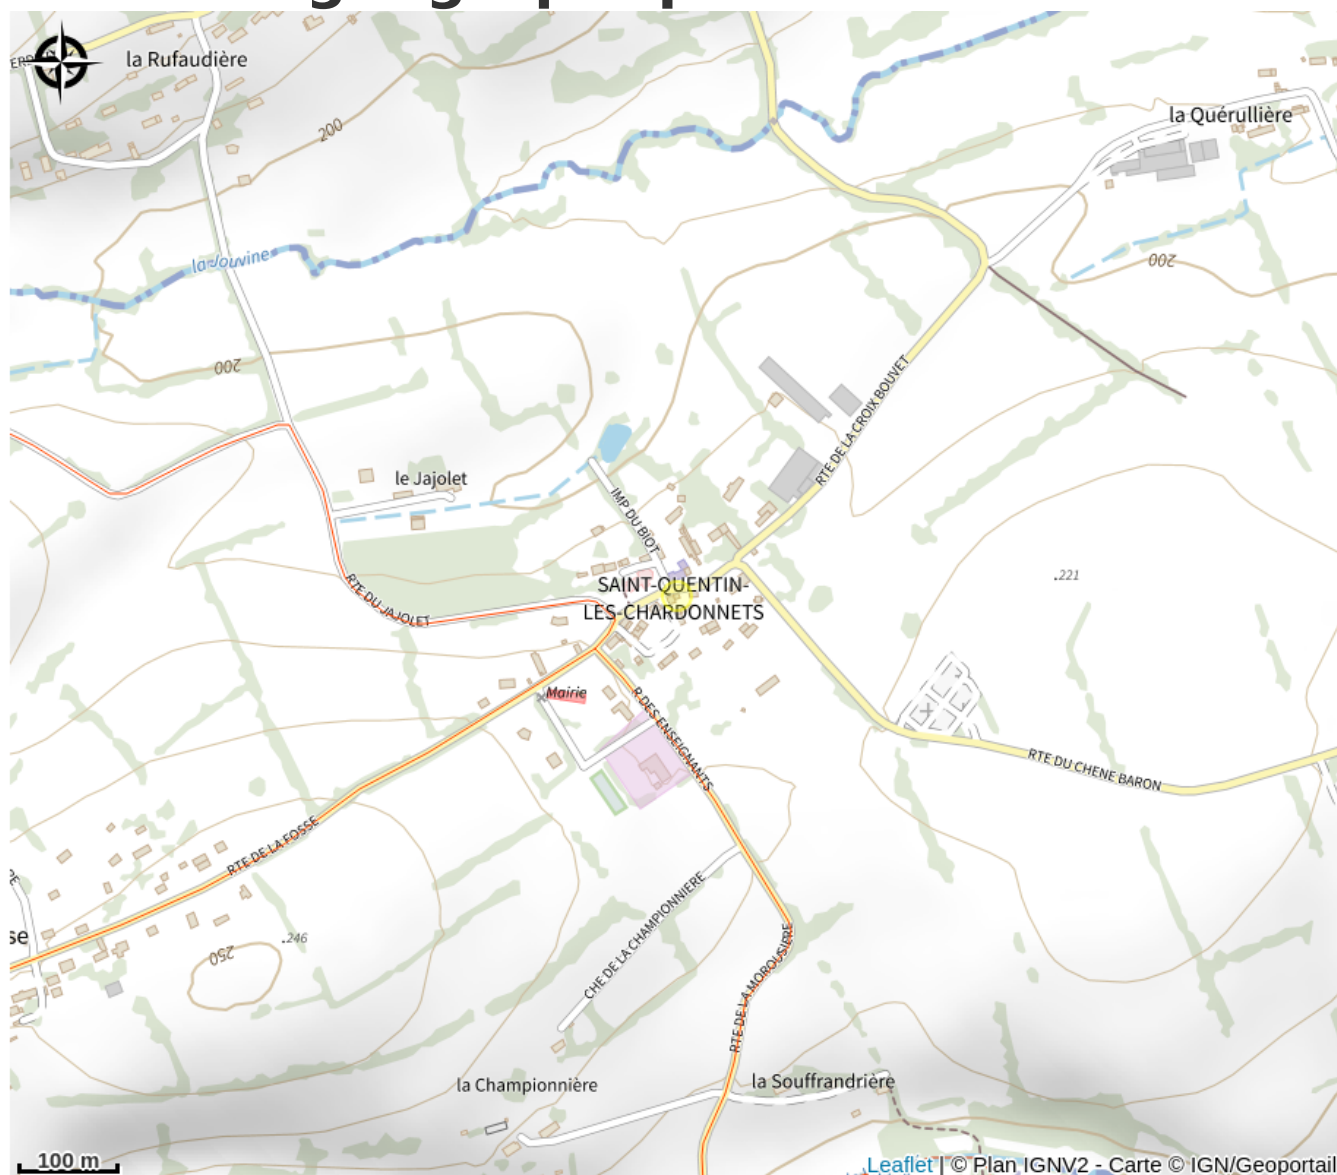 la Rufaudière
200
la Quérullière
la Jouvine
200
200
RTE DE LA CROIX BOUVET
le Jajolet
IMP DU BIOT
.221
SAINT-QUENTIN-
LES-CHARDONNETS
RTE DU JAJOLET
Mairie
R DES ENSEIGNANTS
RTE DU CHENE BARON
RTE DE LA FOSSE
CHE DE LA CHAMPIONNIERE
se
.246
250
RTE DE LA MOROUSIERE
la Championnière
la Souffrandrière
100 m
Leaflet | © Plan IGNV2 - Carte © IGN/Geoportail